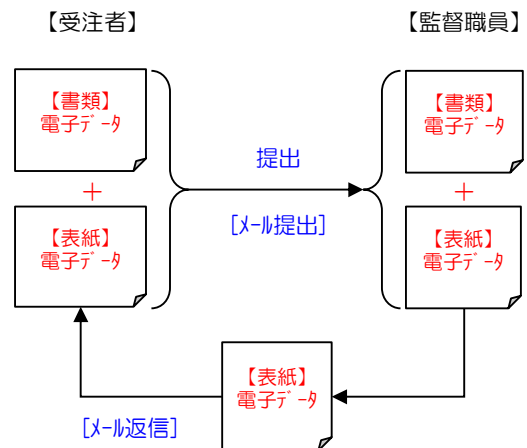 【受注者】
【監督職員】
【書類】
電子ﾃﾞｰﾀ
【書類】
電子ﾃﾞｰﾀ
提出
＋
＋
[ﾒｰﾙ提出]
【表紙】
電子ﾃﾞｰﾀ
【表紙】
電子ﾃﾞｰﾀ
【表紙】
電子ﾃﾞｰﾀ
[ﾒｰﾙ返信]